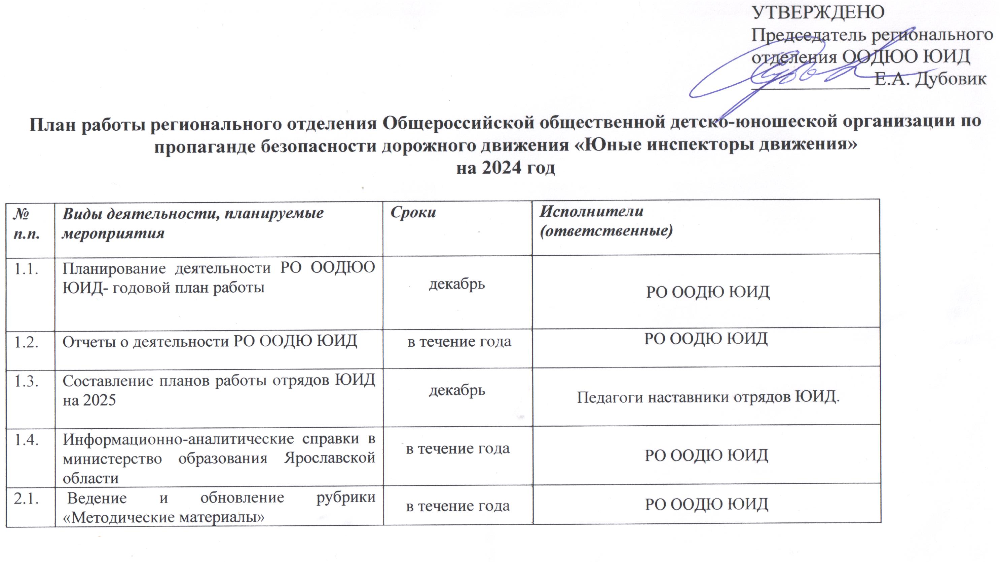 УТВЕРЖДЕНО
Председатель регионального
отделения ООДЮО ЮИД
Е.А. Дубовик
План работы регионального отделения Общероссийской общественной детско-юношеской организации по
пропаганде безопасности дорожного движения «Юные инспекторы движения»
на 2024 год
№
п.п.
Виды деятельности, планируемые
мероприятия
Сроки
Исполнители
(ответственные)
1.1.
Планирование деятельности РО ООДЮО
ЮИД- годовой план работы
декабрь
РО ООДЮ ЮИД
1.2.
Отчеты о деятельности РО ООДЮ ЮИД
в течение года
РО ООДЮ ЮИД
1.3.
Составление планов работы отрядов ЮИД
на 2025
декабрь
Педагоги наставники отрядов ЮИД.
1.4.
Информационно-аналитические справки в
министерство образования Ярославской
области
в течение года
РО ООДЮ ЮИД
2.1.
Ведение и обновление рубрики
«Методические материалы»
в течение года
РО ООДЮ ЮИД